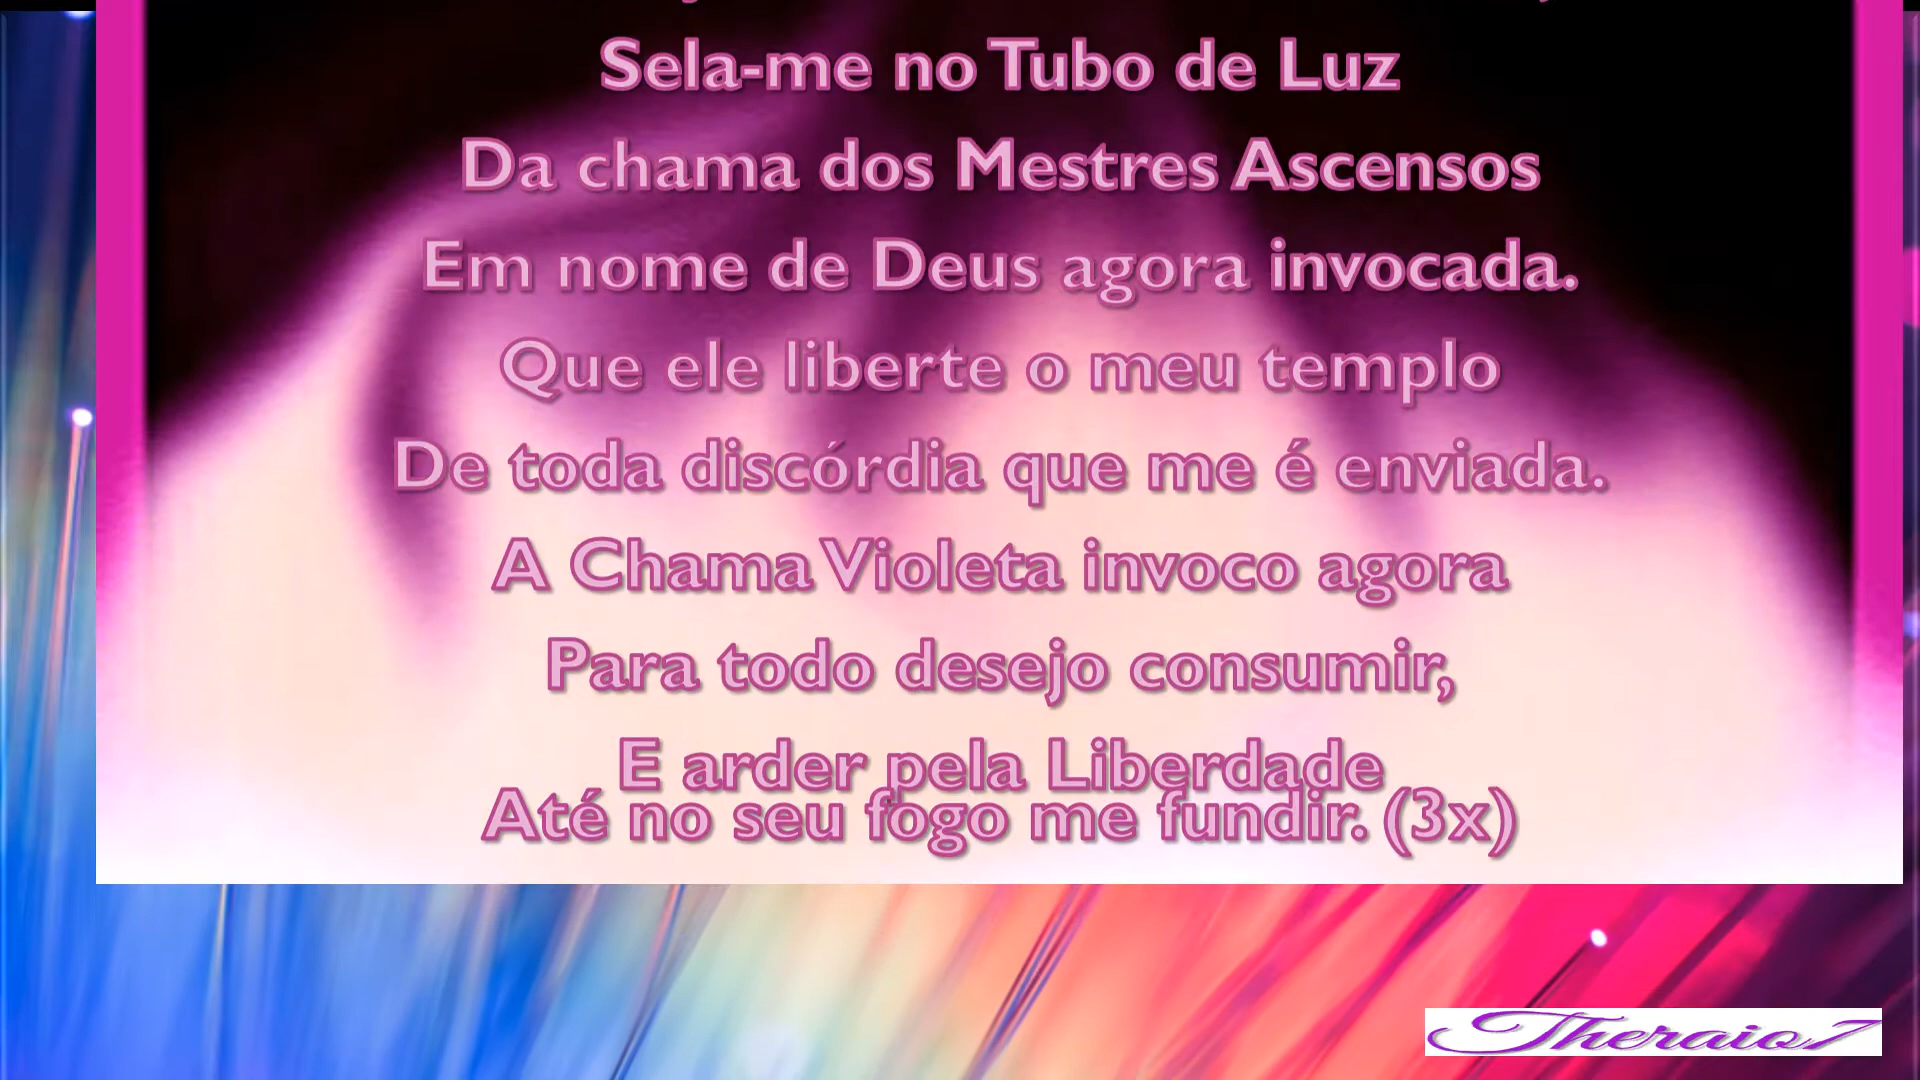 Sela-me no Tubo de Luz
Da chama dos Mestres Ascensos
Em nome de Deus agora invocada.
Que ele liberte o meu templo
De toda discórdia que me é enviada.
A Chama Violeta invoco agora
Para todo desejo consumir,
E arder pela Liberdade
Até no seu fogo me fundir. (3x)
Theraio7